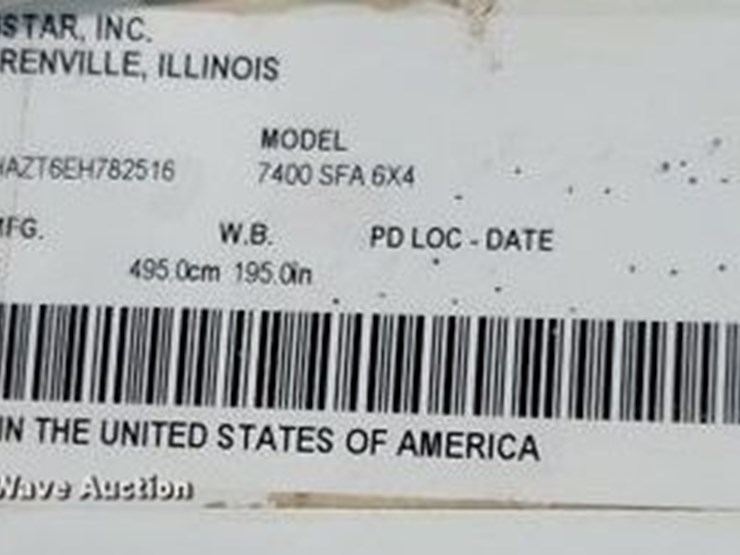 STAR, INC.
RENVILLE, ILLINOIS
MODEL
HAZT6EH782516
7400 SFA 6X4
MFG.
W.B.
PD LOC - DATE
495.0cm 195.0in
IN THE UNITED STATES OF AMERICA
Wave Auction